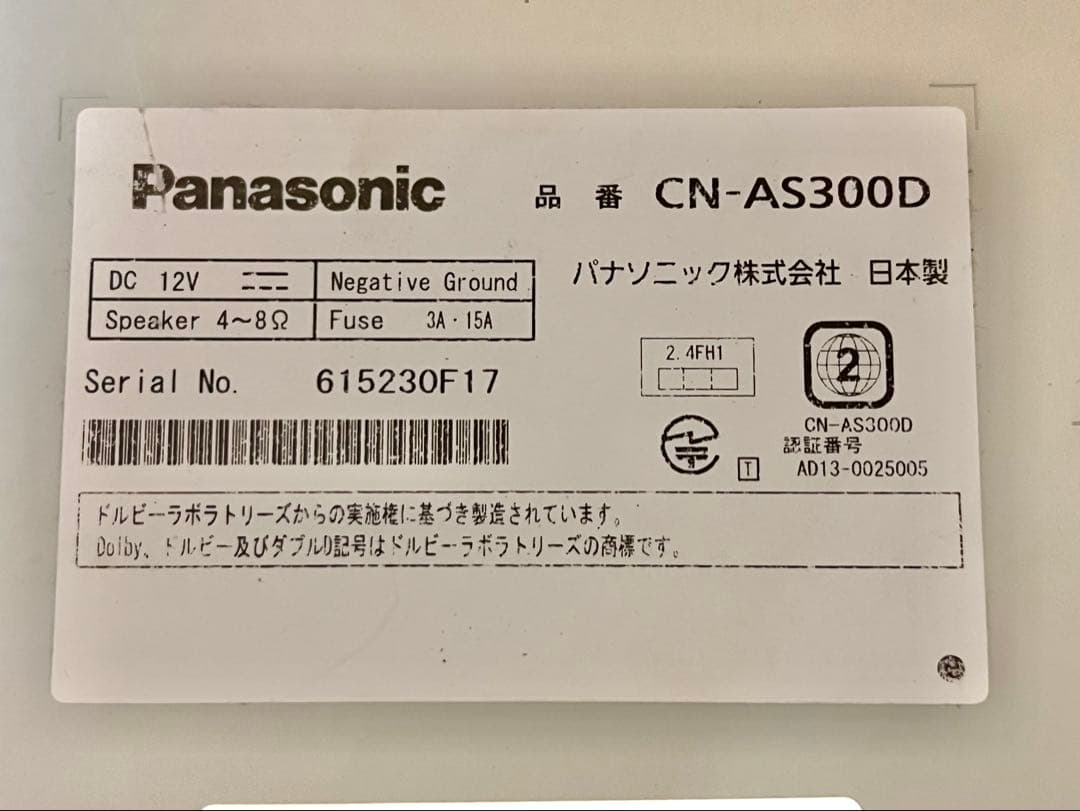 Panasonic 品番 CN-AS300D
DC 12V Negative Ground
Speaker 4～8Ω Fuse 3A・15A
パナソニック株式会社 日本製
Serial No. 615230F17
2.4FH1
2
CN-AS300D
認証番号
AD13-0025005
T
ドルビーラボラトリーズからの実施権に基づき製造されています。
Dolby、ドルビー及びダブルD記号はドルビーラボラトリーズの商標です。